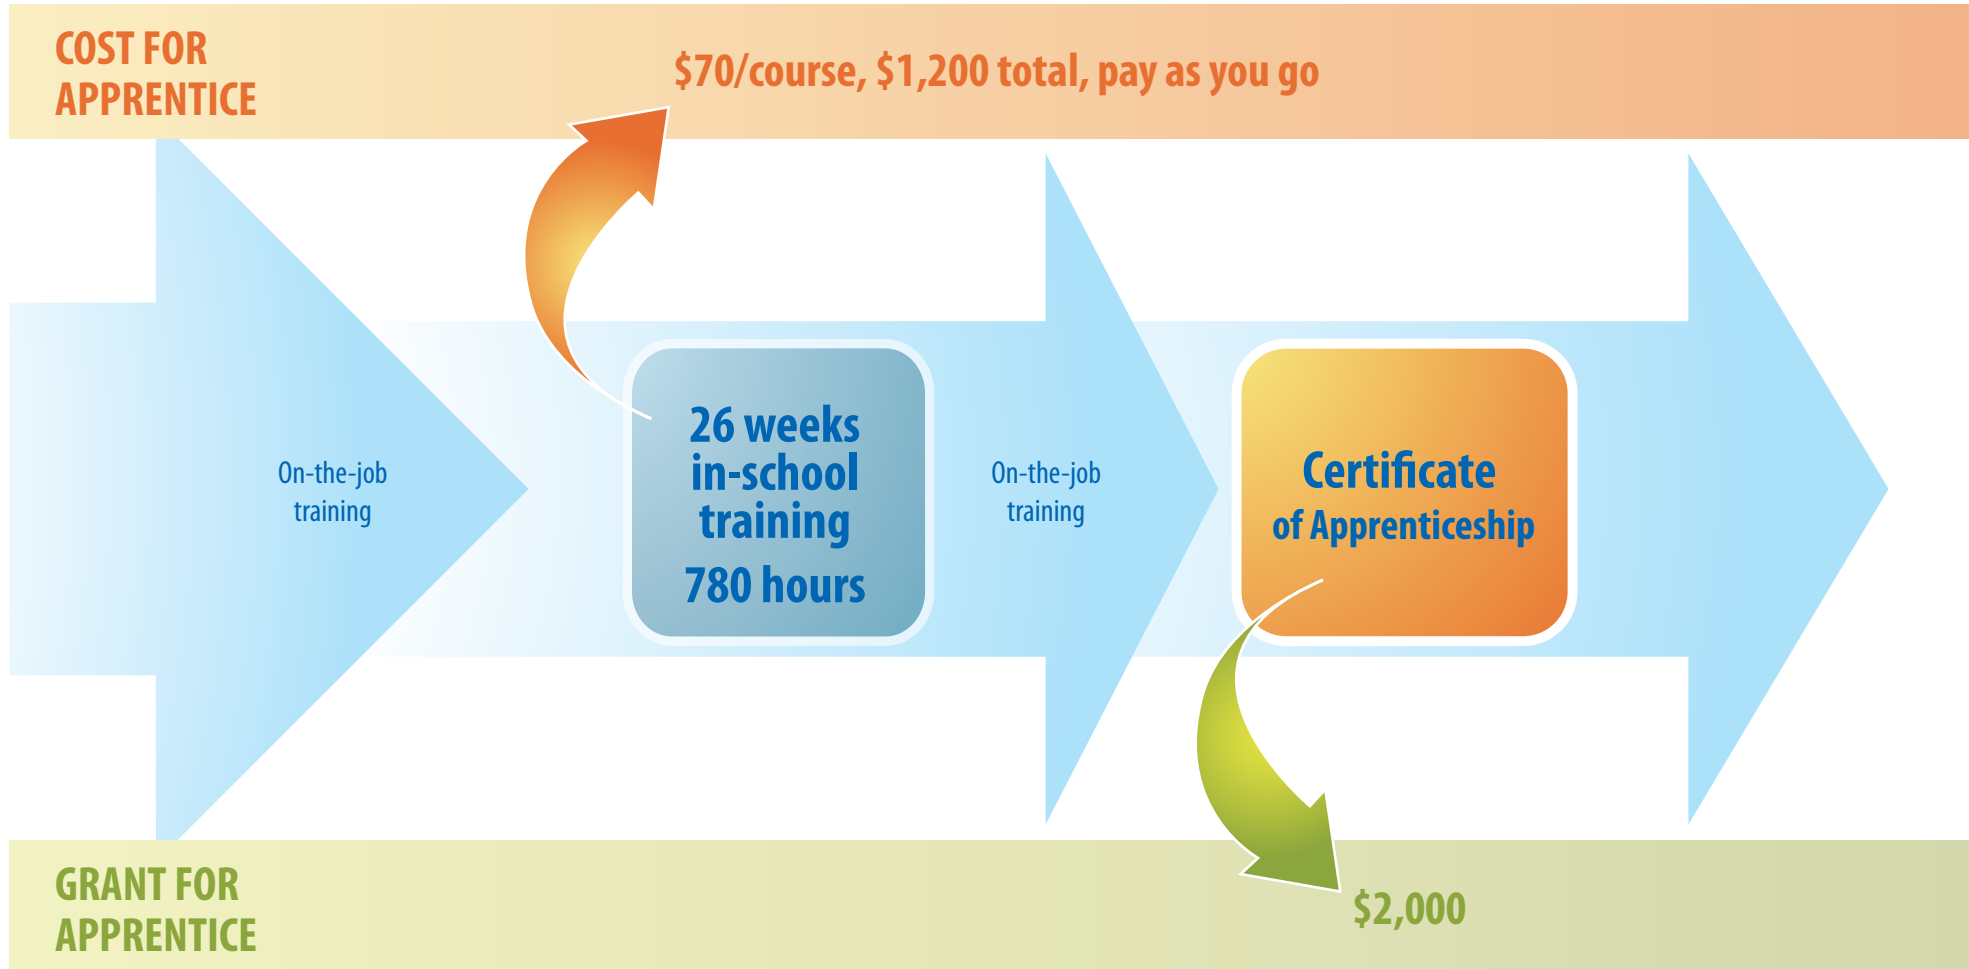 COST FOR
APPRENTICE
$70/course, $1,200 total, pay as you go
On-the-job
training
26 weeks
in-school
training
780 hours
On-the-job
training
Certificate
of Apprenticeship
GRANT FOR
APPRENTICE
$2,000